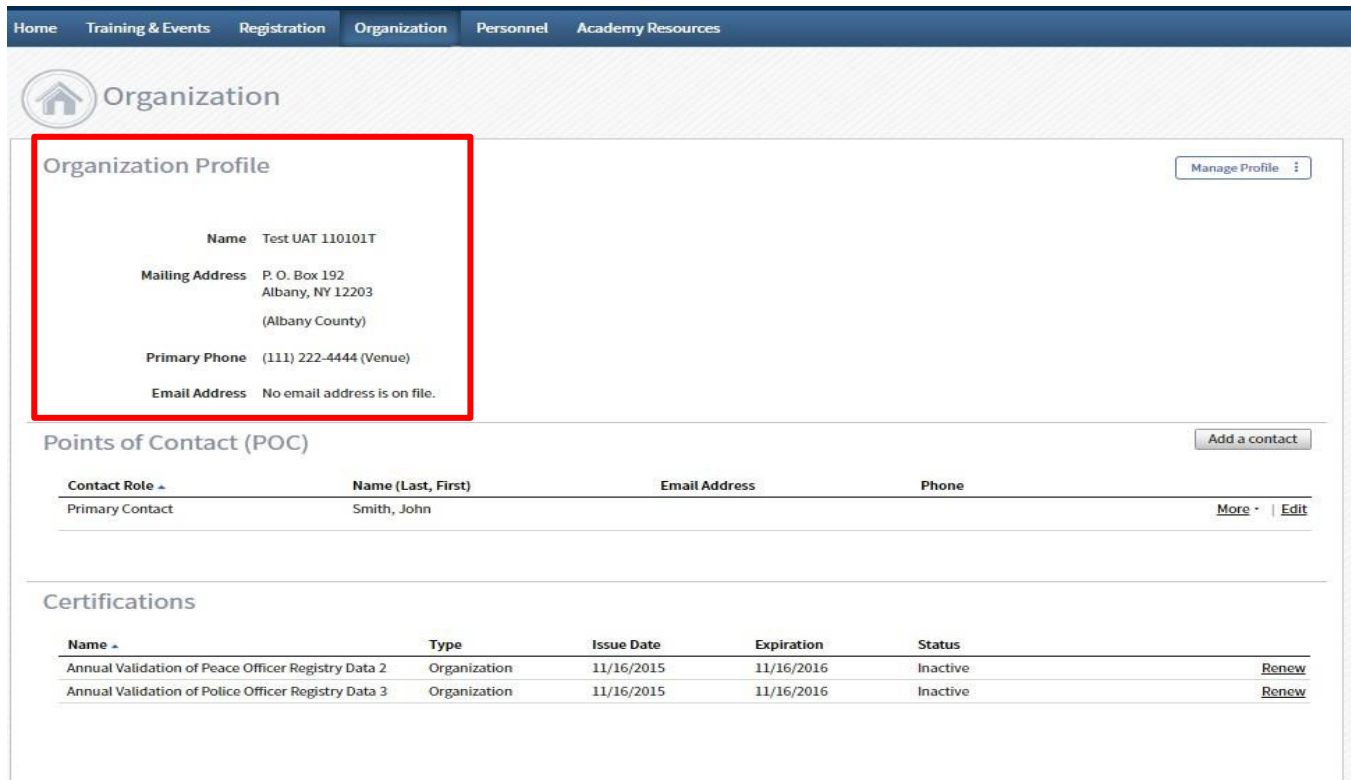 Home Training & Events Registration Organization Personnel Academy Resources
Organization
Organization Profile
Manage Profile
Name Test UAT 110101T
Mailing Address P. O. Box 192
Albany, NY 12203
(Albany County)
Primary Phone (111) 222-4444 (Venue)
Email Address No email address is on file.
Points of Contact (POC)
Add a contact
Contact Role Name (Last, First) Email Address Phone
Primary Contact Smith, John More | Edit
Certifications
Name Type Issue Date Expiration Status
Annual Validation of Peace Officer Registry Data 2 Organization 11/16/2015 11/16/2016 Inactive Renew
Annual Validation of Police Officer Registry Data 3 Organization 11/16/2015 11/16/2016 Inactive Renew